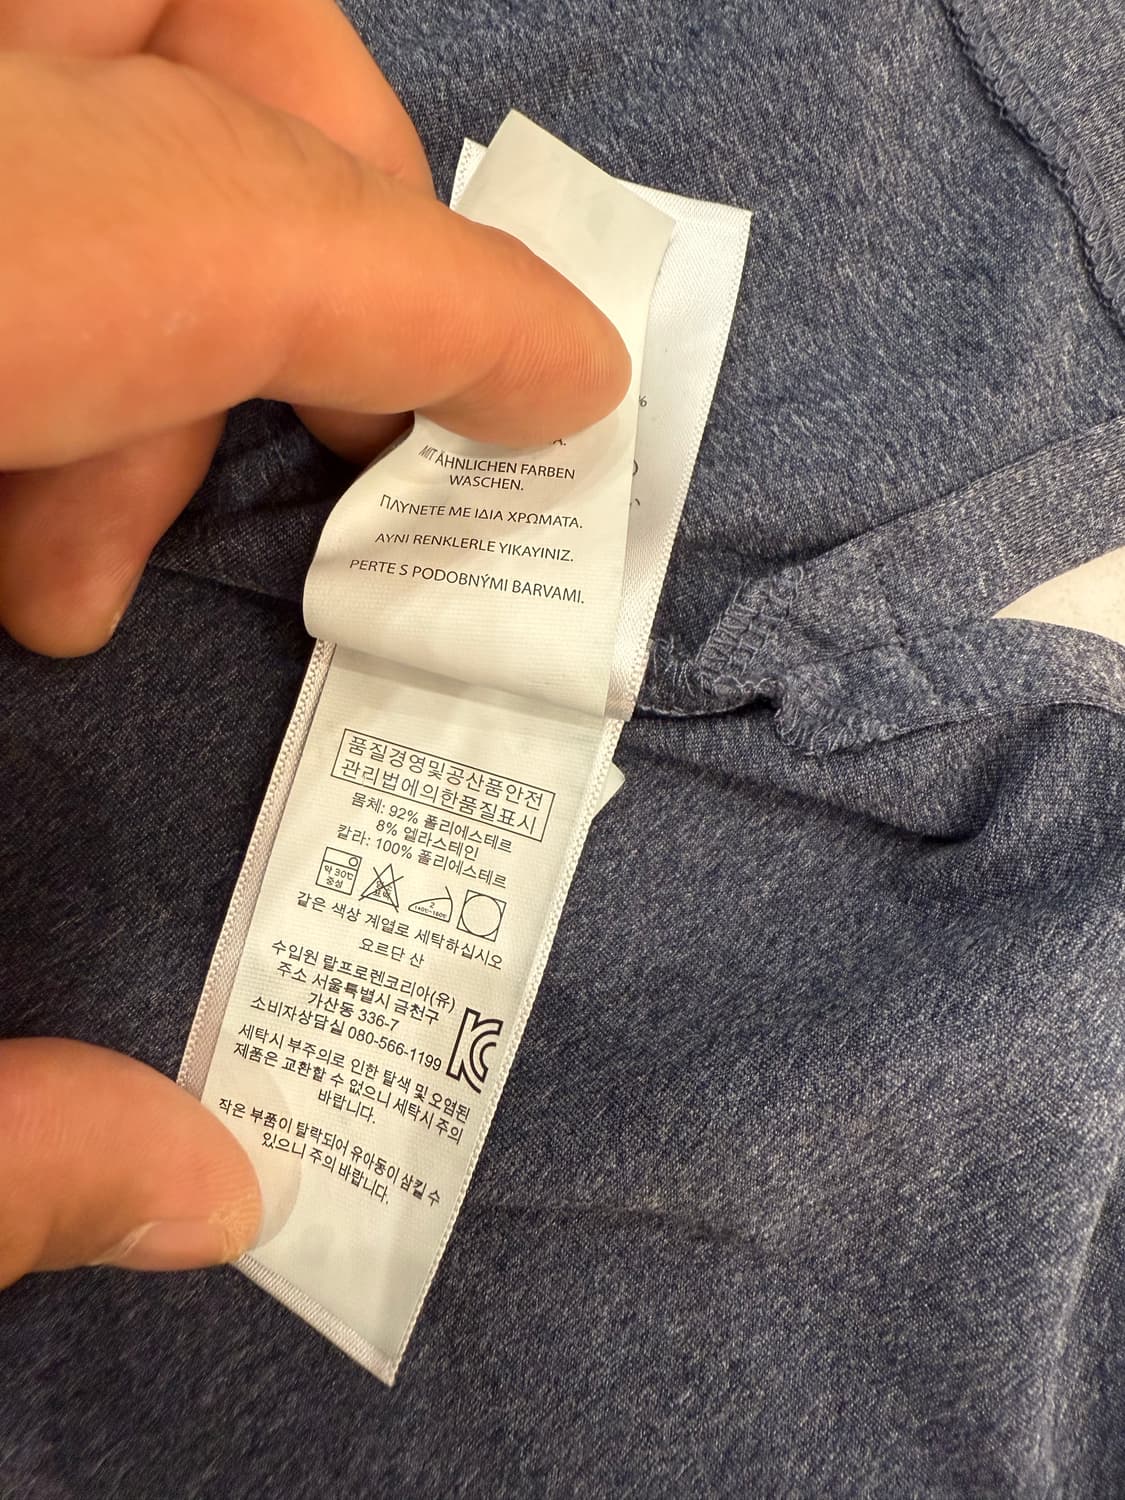 A.
MIT ÄHNLICHEN FARBEN
WASCHEN.
ΠΛΥΝΕΤΕ ΜΕ ΙΔΙΑ ΧΡΩΜΑΤΑ.
AYNI RENKLERLE YIKAYINIZ.
PERTE S PODOBNÝMI BARVAMI.
%
품질경영및공산품안전
관리법에의한품질표시
몸체: 92% 폴리에스테르
8% 엘라스테인
칼라: 100% 폴리에스테르
약 30℃
중성
2
140℃~160℃
같은 색상 계열로 세탁하십시오
요르단 산
수입원 랄프로렌코리아(유)
주소 서울특별시 금천구
가산동 336-7
소비자상담실 080-566-1199
세탁시 부주의로 인한 탈색 및 오염된
제품은 교환할 수 없으니 세탁시 주의
바랍니다.
작은 부품이 탈락되어 유아동이 삼킬 수
있으니 주의 바랍니다.